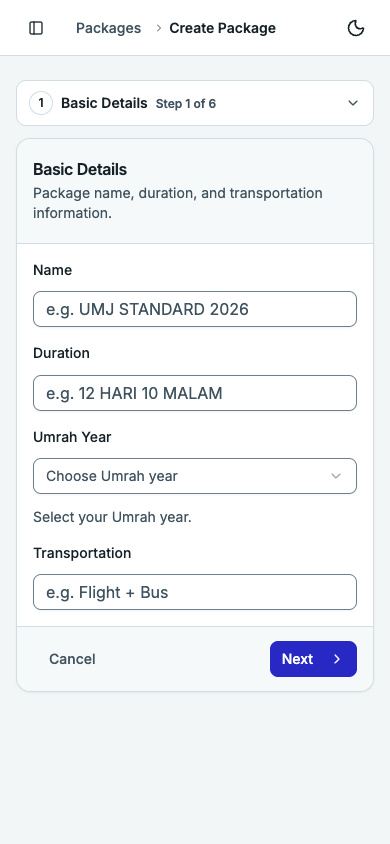 Packages > Create Package
1 Basic Details Step 1 of 6
Basic Details
Package name, duration, and transportation
information.
Name
e.g. UMJ STANDARD 2026
Duration
e.g. 12 HARI 10 MALAM
Umrah Year
Choose Umrah year
Select your Umrah year.
Transportation
e.g. Flight + Bus
Cancel
Next